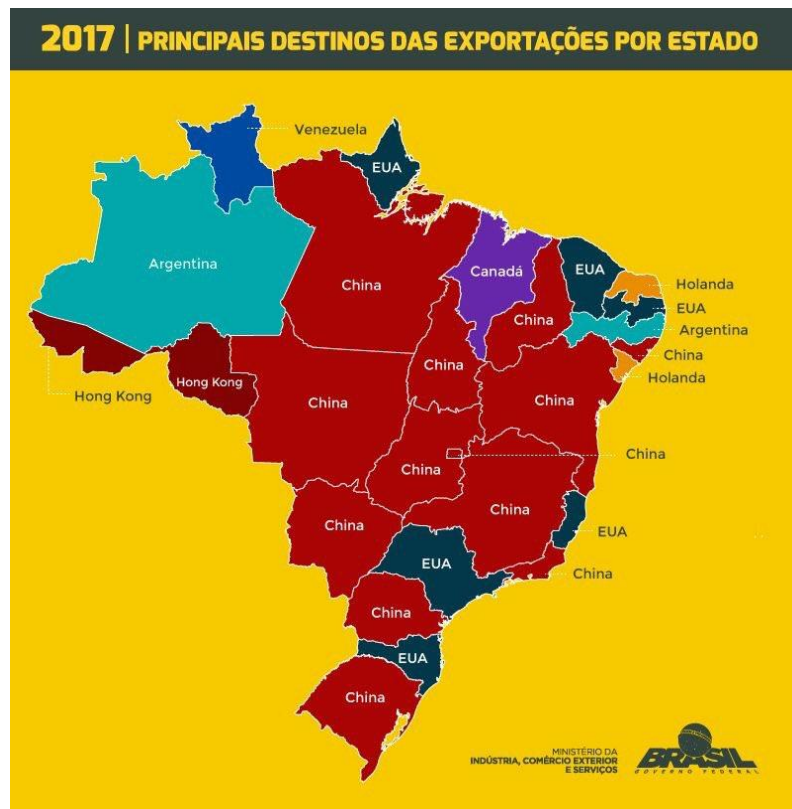 2017 | PRINCIPAIS DESTINOS DAS EXPORTAÇÕES POR ESTADO
Venezuela
EUA
Argentina
China
Canadá
China
EUA
Holanda
EUA
Argentina
China
Holanda
Hong Kong
Hong Kong
China
China
China
China
China
China
China
EUA
EUA
China
China
EUA
China
MINISTÉRIO DA
INDÚSTRIA, COMÉRCIO EXTERIOR
E SERVIÇOS
BRASIL
GOVERNO FEDERAL